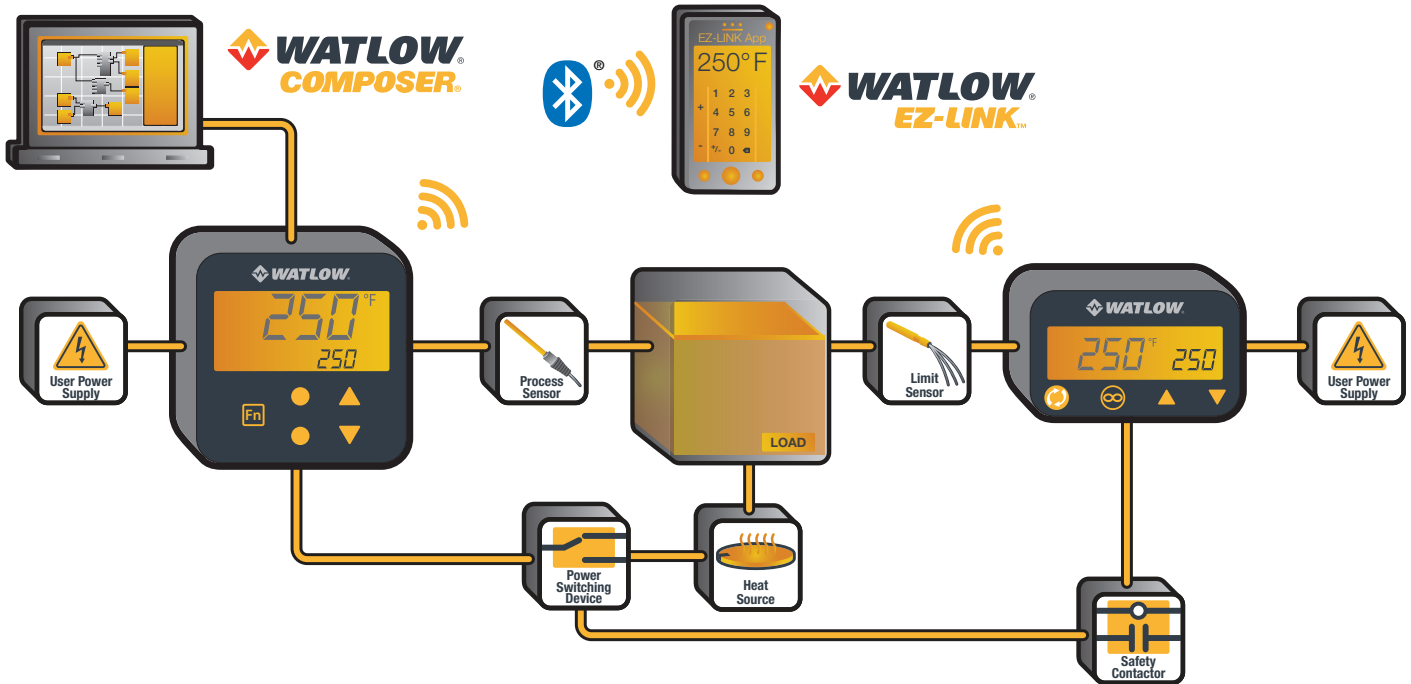 WATLOW®
COMPOSER®
®
EZ-LINK App
250°F
1 2 3
+
4 5 6
7 8 9
- +/- 0
WATLOW®
EZ-LINK™
WATLOW
250 °F
250
Fn
User Power
Supply
Process
Sensor
LOAD
Limit
Sensor
WATLOW
250 °F 250
User Power
Supply
Power
Switching
Device
Heat
Source
Safety
Contactor